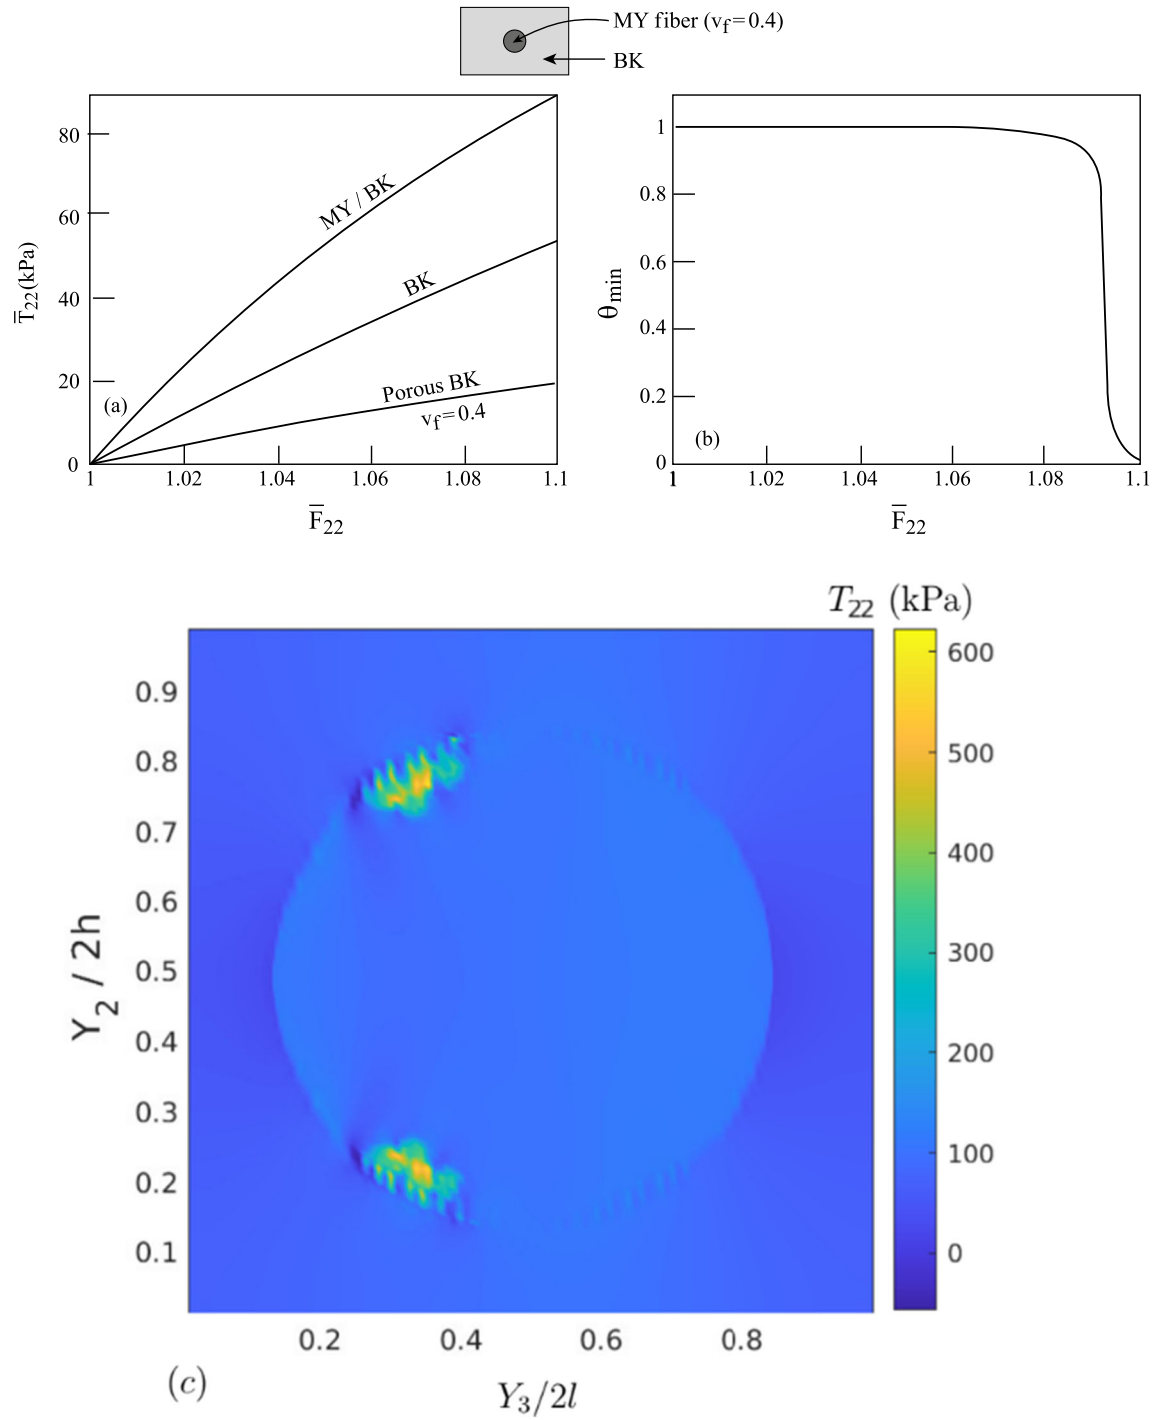 MY fiber (vf=0.4)
BK
80
60
40
20
0
T̅22(kPa)
MY / BK
BK
Porous BK
vf=0.4
(a)
1 1.02 1.04 1.06 1.08 1.1
F̅22
1
0.8
0.6
0.4
0.2
0
θmin
(b)
1 1.02 1.04 1.06 1.08 1.1
F̅22
T22 (kPa)
0.9
0.8
0.7
0.6
0.5
0.4
0.3
0.2
0.1
Y2 / 2h
0.2 0.4 0.6 0.8
Y3/2l
600
500
400
300
200
100
0
(c)